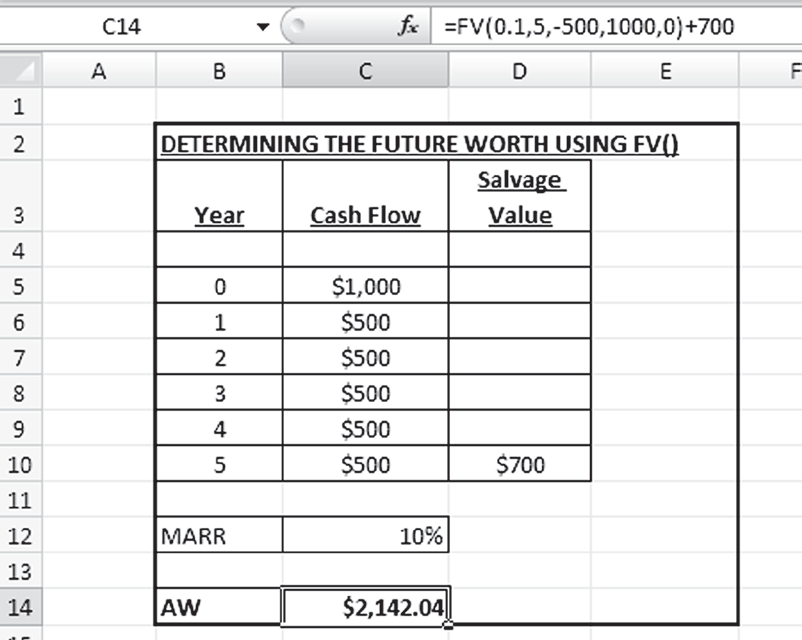 C14 fx =FV(0.1,5,-500,1000,0)+700
A B C D E F
1
2 DETERMINING THE FUTURE WORTH USING FV()
Salvage
3 Year Cash Flow Value
4
5 0 $1,000
6 1 $500
7 2 $500
8 3 $500
9 4 $500
10 5 $500 $700
11
12 MARR 10%
13
14 AW $2,142.04
15